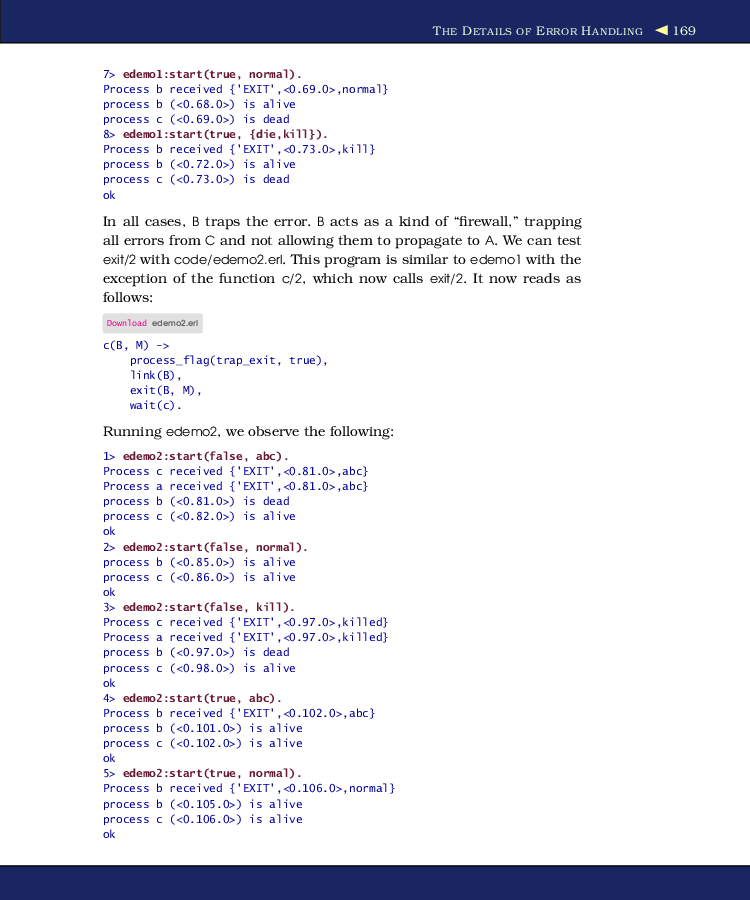 THE DETAILS OF ERROR HANDLING ◀ 169
7> edemo1:start(true, normal).
Process b received {'EXIT',<0.69.0>,normal}
process b (<0.68.0>) is alive
process c (<0.69.0>) is dead
8> edemo1:start(true, {die,kill}).
Process b received {'EXIT',<0.73.0>,kill}
process b (<0.72.0>) is alive
process c (<0.73.0>) is dead
ok
In all cases, B traps the error. B acts as a kind of “firewall,” trapping
all errors from C and not allowing them to propagate to A. We can test
exit/2 with code/edemo2.erl. This program is similar to edemo1 with the
exception of the function c/2, which now calls exit/2. It now reads as
follows:
Download edemo2.erl
c(B, M) ->
    process_flag(trap_exit, true),
    link(B),
    exit(B, M),
    wait(c).
Running edemo2, we observe the following:
1> edemo2:start(false, abc).
Process c received {'EXIT',<0.81.0>,abc}
Process a received {'EXIT',<0.81.0>,abc}
process b (<0.81.0>) is dead
process c (<0.82.0>) is alive
ok
2> edemo2:start(false, normal).
process b (<0.85.0>) is alive
process c (<0.86.0>) is alive
ok
3> edemo2:start(false, kill).
Process c received {'EXIT',<0.97.0>,killed}
Process a received {'EXIT',<0.97.0>,killed}
process b (<0.97.0>) is dead
process c (<0.98.0>) is alive
ok
4> edemo2:start(true, abc).
Process b received {'EXIT',<0.102.0>,abc}
process b (<0.101.0>) is alive
process c (<0.102.0>) is alive
ok
5> edemo2:start(true, normal).
Process b received {'EXIT',<0.106.0>,normal}
process b (<0.105.0>) is alive
process c (<0.106.0>) is alive
ok